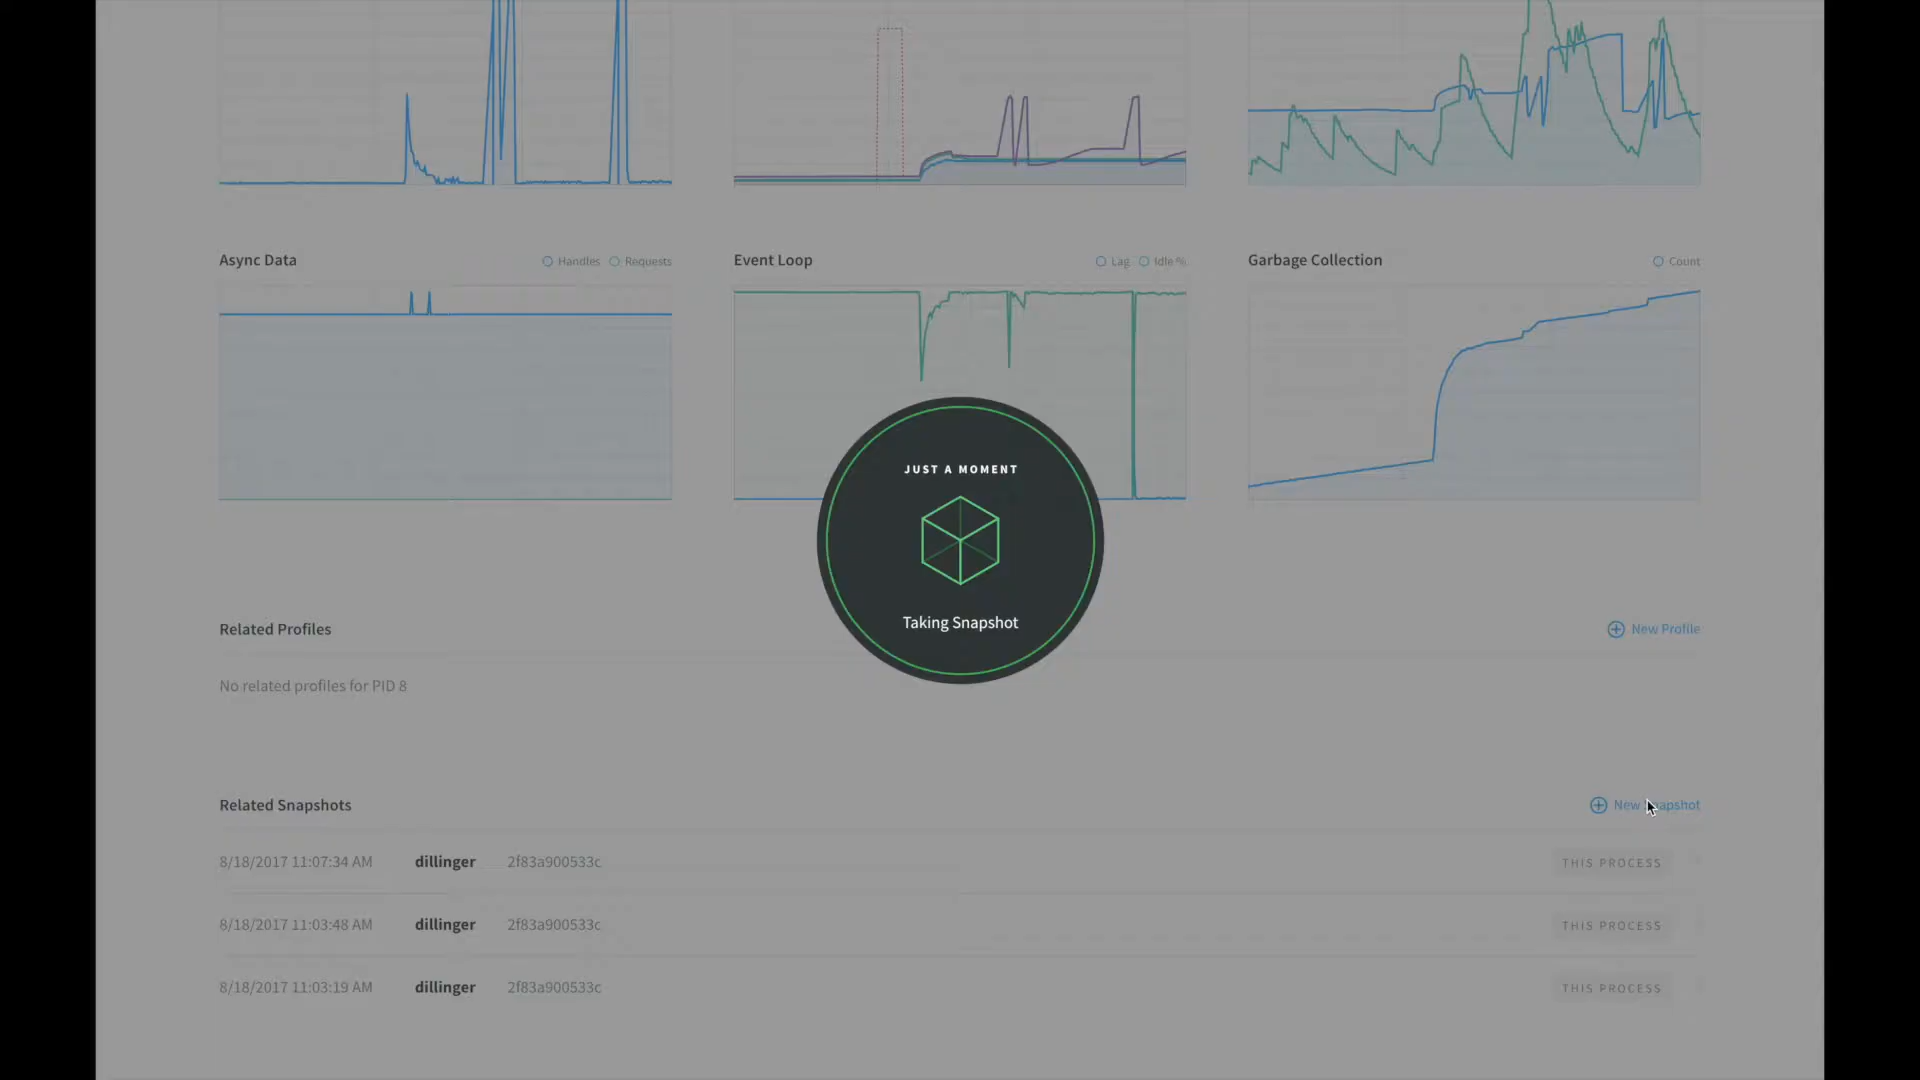 Async Data
Handles Requests
Event Loop
Lag Idle %
Garbage Collection
Count
JUST A MOMENT
Taking Snapshot
Related Profiles
New Profile
No related profiles for PID 8
Related Snapshots
New Snapshot
8/18/2017 11:07:34 AM dillinger 2f83a900533c THIS PROCESS
8/18/2017 11:03:48 AM dillinger 2f83a900533c THIS PROCESS
8/18/2017 11:03:19 AM dillinger 2f83a900533c THIS PROCESS